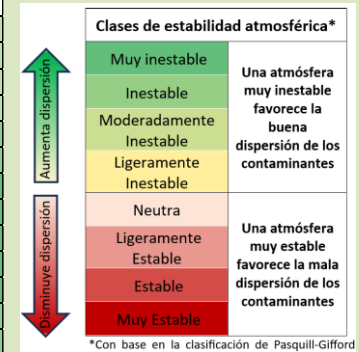 Clases de estabilidad atmosférica*
Aumenta dispersión
Muy inestable
Inestable
Moderadamente
Inestable
Ligeramente
Inestable
Una atmósfera
muy inestable
favorece la
buena
dispersión de los
contaminantes
Disminuye dispersión
Neutra
Ligeramente
Estable
Estable
Muy Estable
Una atmósfera
muy estable
favorece la mala
dispersión de los
contaminantes
*Con base en la clasificación de Pasquill-Gifford